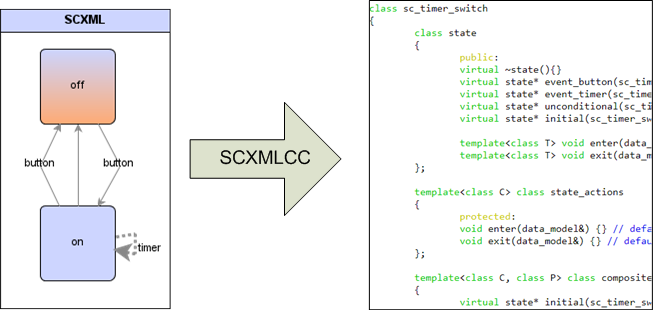 SCXML
off
button
button
on
timer
SCXMLCC
class sc_timer_switch
{
class state
{
public:
virtual ~state(){}
virtual state* event_button(sc_tim
virtual state* event_timer(sc_time
virtual state* unconditional(sc_ti
virtual state* initial(sc_timer_sw
template<class T> void enter(data_
template<class T> void exit(data_m
};
template<class C> class state_actions
{
protected:
void enter(data_model&) {} // defa
void exit(data_model&) {} // defau
};
template<class C, class P> class composite
{
virtual state* initial(sc_timer_sw